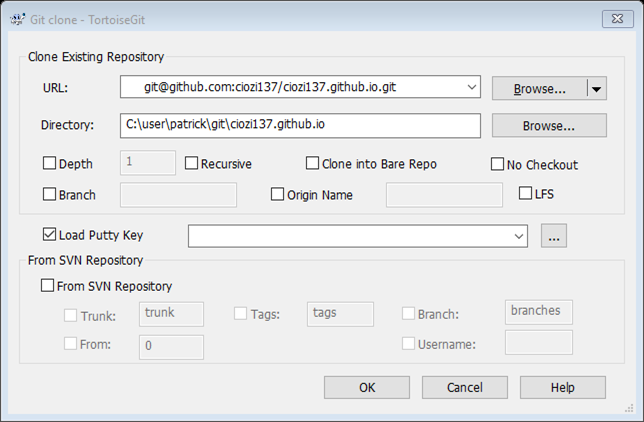 Git clone - TortoiseGit
Clone Existing Repository
URL: git@github.com:ciozi137/ciozi137.github.io.git Browse...
Directory: C:\user\patrick\git\ciozi137.github.io Browse...
Depth 1 Recursive Clone into Bare Repo No Checkout
Branch Origin Name LFS
Load Putty Key ...
From SVN Repository
From SVN Repository
Trunk: trunk Tags: tags Branch: branches
From: 0 Username:
OK Cancel Help